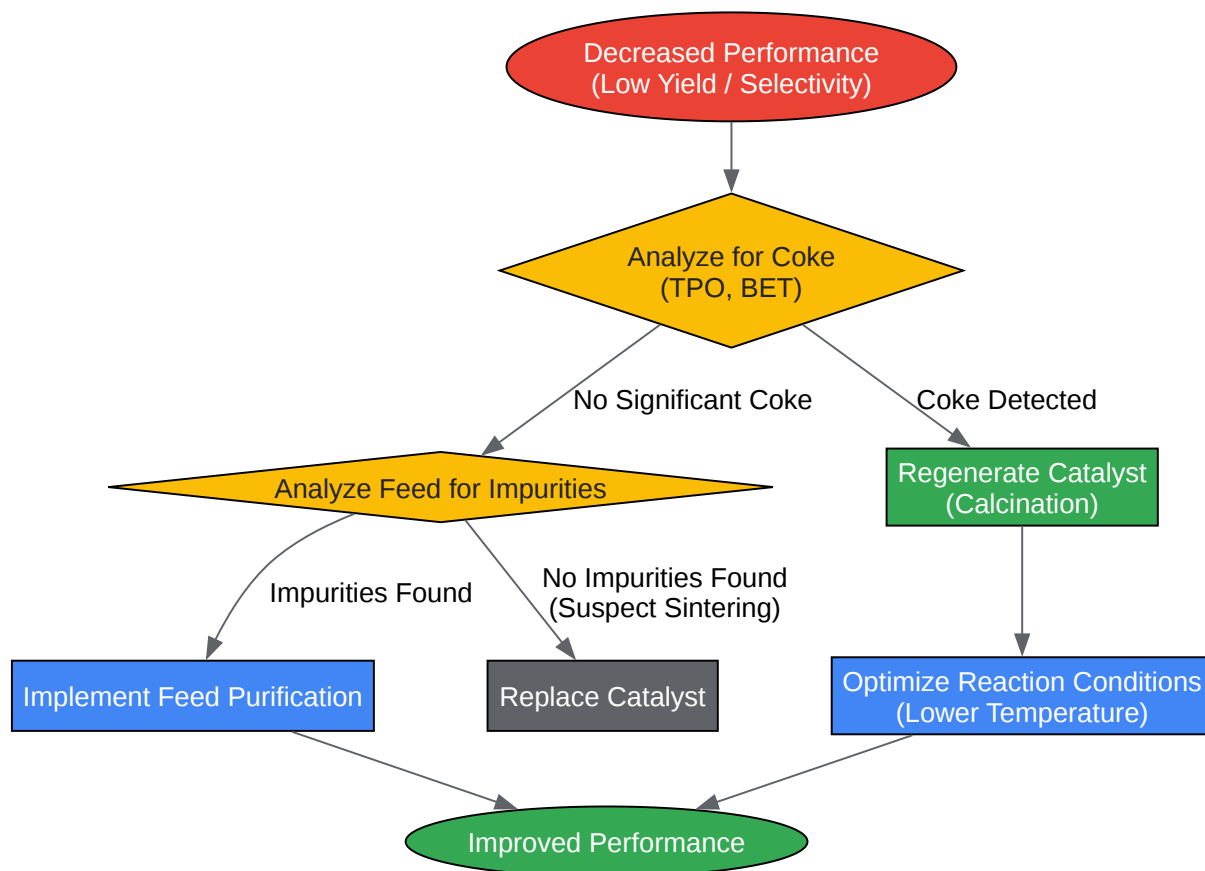 Decreased Performance
(Low Yield / Selectivity)
Analyze for Coke
(TPO, BET)
No Significant Coke
Coke Detected
Analyze Feed for Impurities
Regenerate Catalyst
(Calcination)
Impurities Found
No Impurities Found
(Suspect Sintering)
Implement Feed Purification
Replace Catalyst
Optimize Reaction Conditions
(Lower Temperature)
Improved Performance